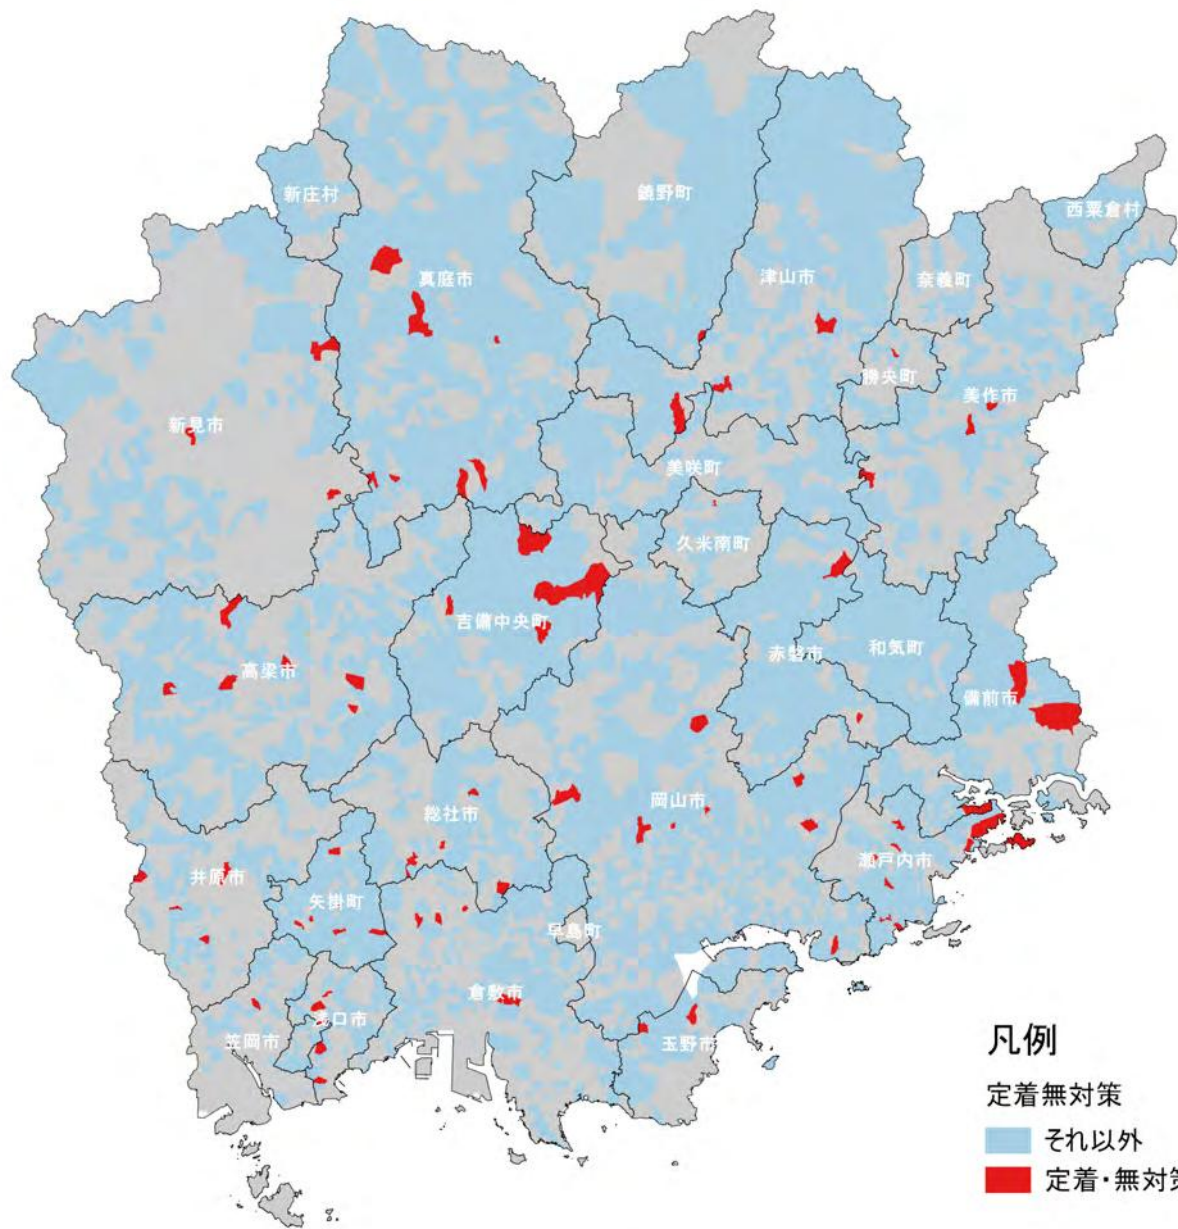 新庄村
鏡野町
西粟倉村
真庭市
津山市
奈義町
勝央町
美作市
新見市
美咲町
久米南町
吉備中央町
赤磐市
和気町
高梁市
備前市
岡山市
総社市
瀬戸内市
井原市
矢掛町
早島町
倉敷市
浅口市
笠岡市
玉野市
凡例
定着無対策
それ以外
定着・無対策